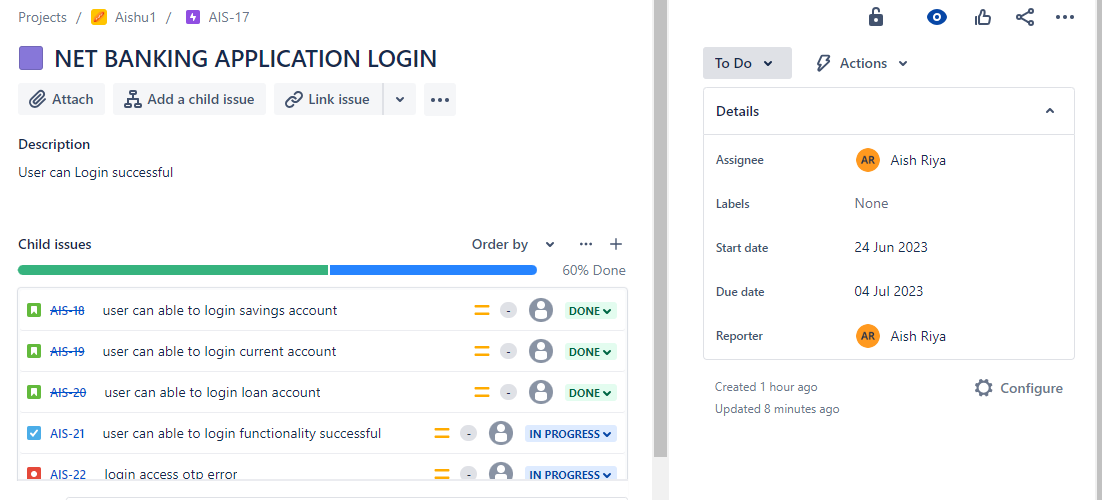 Projects / Aishu1 / AIS-17
NET BANKING APPLICATION LOGIN
Attach Add a child issue Link issue
Description
User can Login successful
Child issues Order by
60% Done
AIS-18 user can able to login savings account - DONE
AIS-19 user can able to login current account - DONE
AIS-20 user can able to login loan account - DONE
AIS-21 user can able to login functionality successful - IN PROGRESS
AIS-22 login access otp error - IN PROGRESS
To Do Actions
Details
Assignee AR Aish Riya
Labels None
Start date 24 Jun 2023
Due date 04 Jul 2023
Reporter AR Aish Riya
Created 1 hour ago Configure
Updated 8 minutes ago